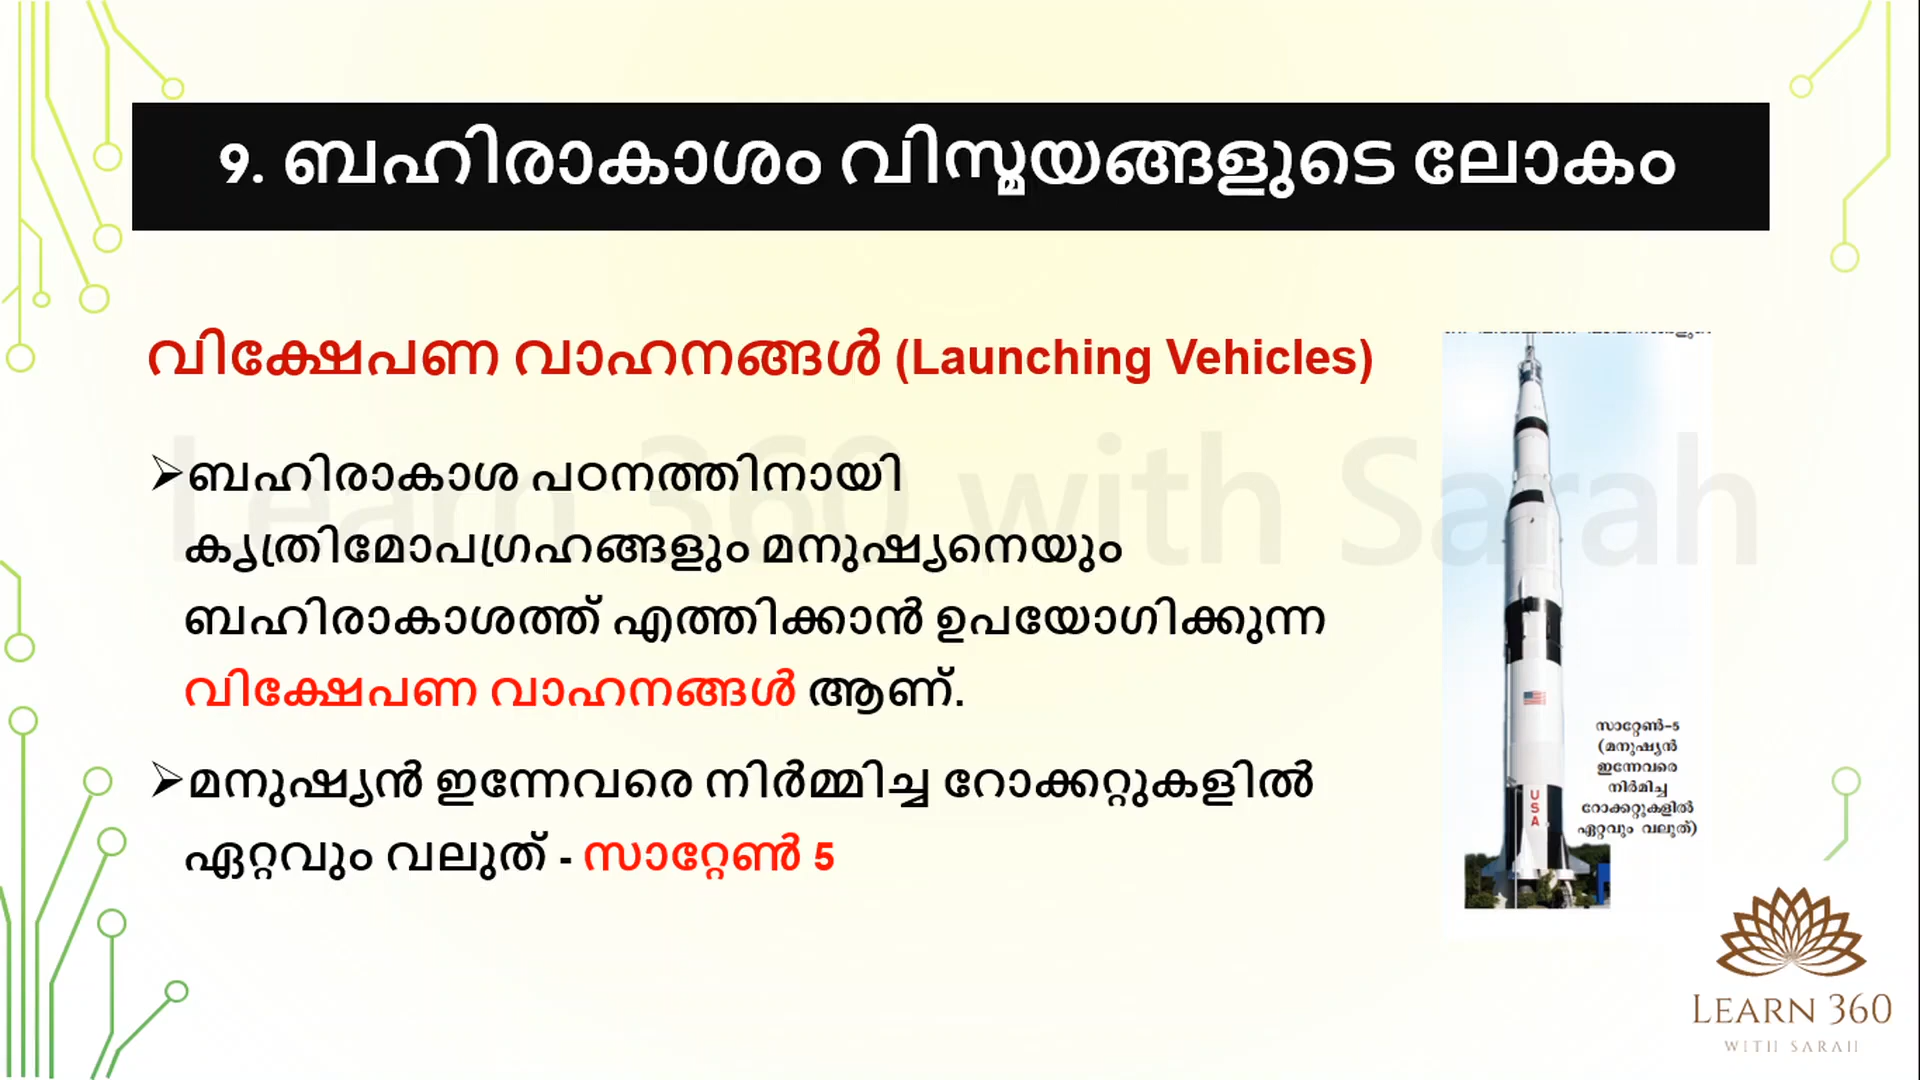 9. ബഹിരാകാശം വിസ്മയങ്ങളുടെ ലോകം
വിക്ഷേപണ വാഹനങ്ങൾ (Launching Vehicles)
➢ബഹിരാകാശ പഠനത്തിനായി
കൃത്രിമോപഗ്രഹങ്ങളും മനുഷ്യനെയും
ബഹിരാകാശത്ത് എത്തിക്കാൻ ഉപയോഗിക്കുന്ന
വിക്ഷേപണ വാഹനങ്ങൾ ആണ്.
➢മനുഷ്യൻ ഇന്നേവരെ നിർമ്മിച്ച റോക്കറ്റുകളിൽ
ഏറ്റവും വലുത് - സാറ്റേൺ 5
Learn 360 with Sarah
USA
സാറ്റേൺ-5
(മനുഷ്യൻ
ഇന്നേവരെ
നിർമിച്ച
റോക്കറ്റുകളിൽ
ഏറ്റവും വലുത്)
LEARN 360
WITH SARAH